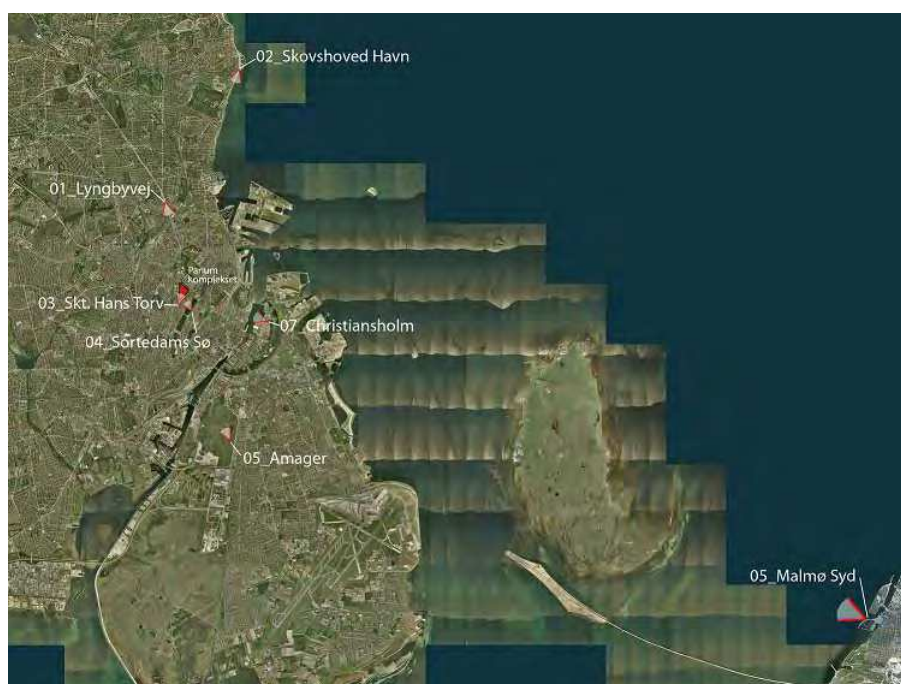 02_Skovshoved Havn
01_Lyngbyvej
Panum
komplekset
03_Skt. Hans Torv
07_Christiansholm
04_Sortedams Sø
05_Amager
05_Malmø Syd